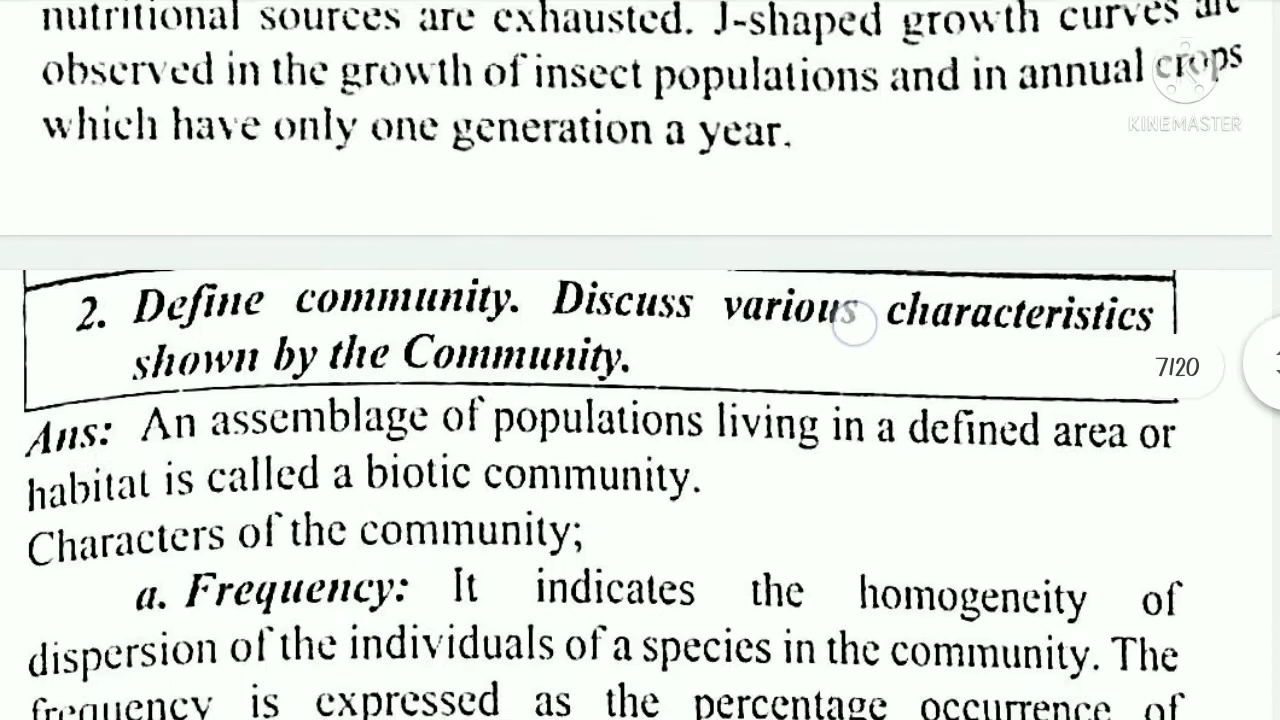 nutritional sources are exhausted. J-shaped growth curves are
observed in the growth of insect populations and in annual crops
which have only one generation a year.
KINEMASTER
2. Define community. Discuss various characteristics
shown by the Community.
7/20
Ans: An assemblage of populations living in a defined area or
habitat is called a biotic community.
Characters of the community;
a. Frequency: It indicates the homogeneity of
dispersion of the individuals of a species in the community. The
frequency is expressed as the percentage occurrence of